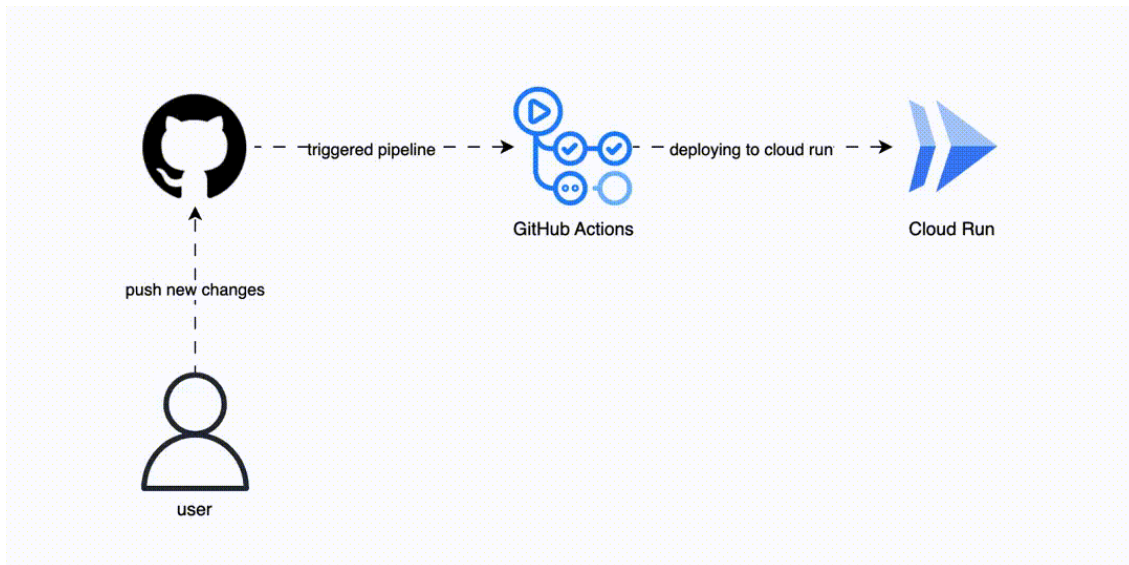 triggered pipeline
deploying to cloud run
GitHub Actions
Cloud Run
push new changes
user